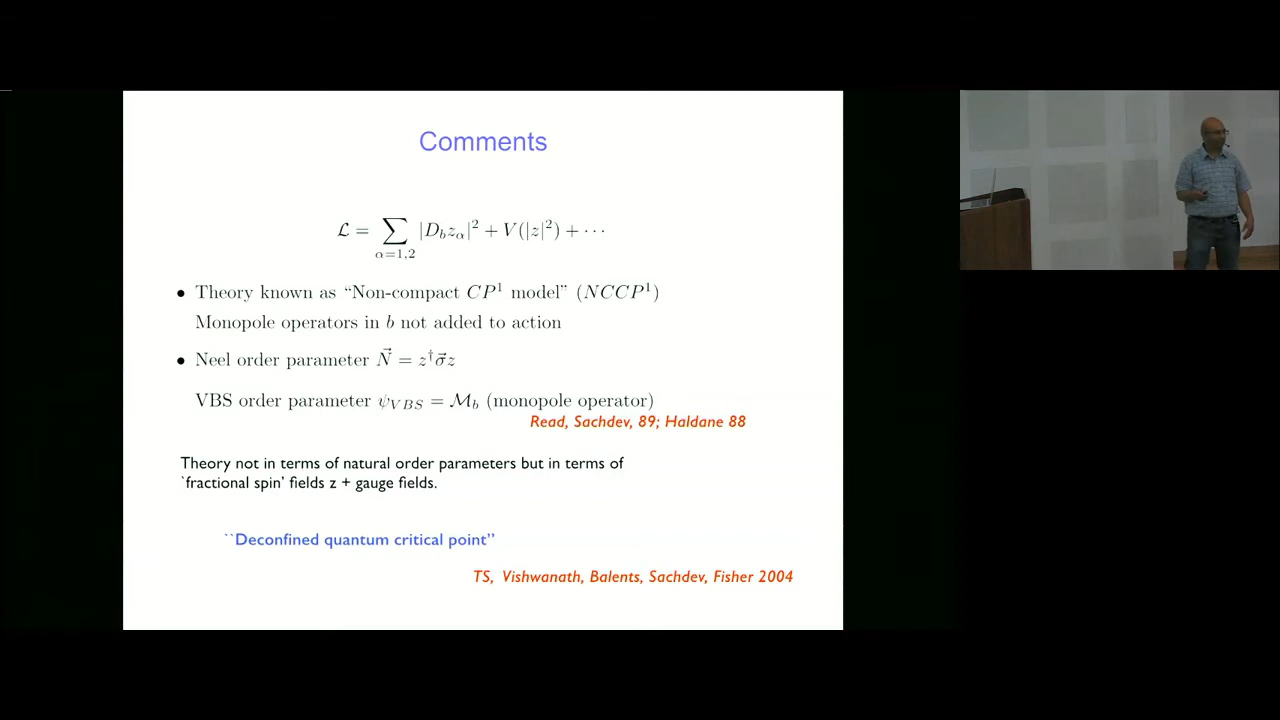 Comments
ℒ = ∑_{α=1,2} |D_b z_α|² + V(|z|²) + ···
• Theory known as “Non-compact CP¹ model” (NCCP¹)
Monopole operators in b not added to action
• Neel order parameter N⃗ = z†σ⃗z
VBS order parameter ψ_{VBS} = ℳ_b (monopole operator)
Read, Sachdev, 89; Haldane 88
Theory not in terms of natural order parameters but in terms of
`fractional spin’ fields z + gauge fields.
``Deconfined quantum critical point’’
TS, Vishwanath, Balents, Sachdev, Fisher 2004